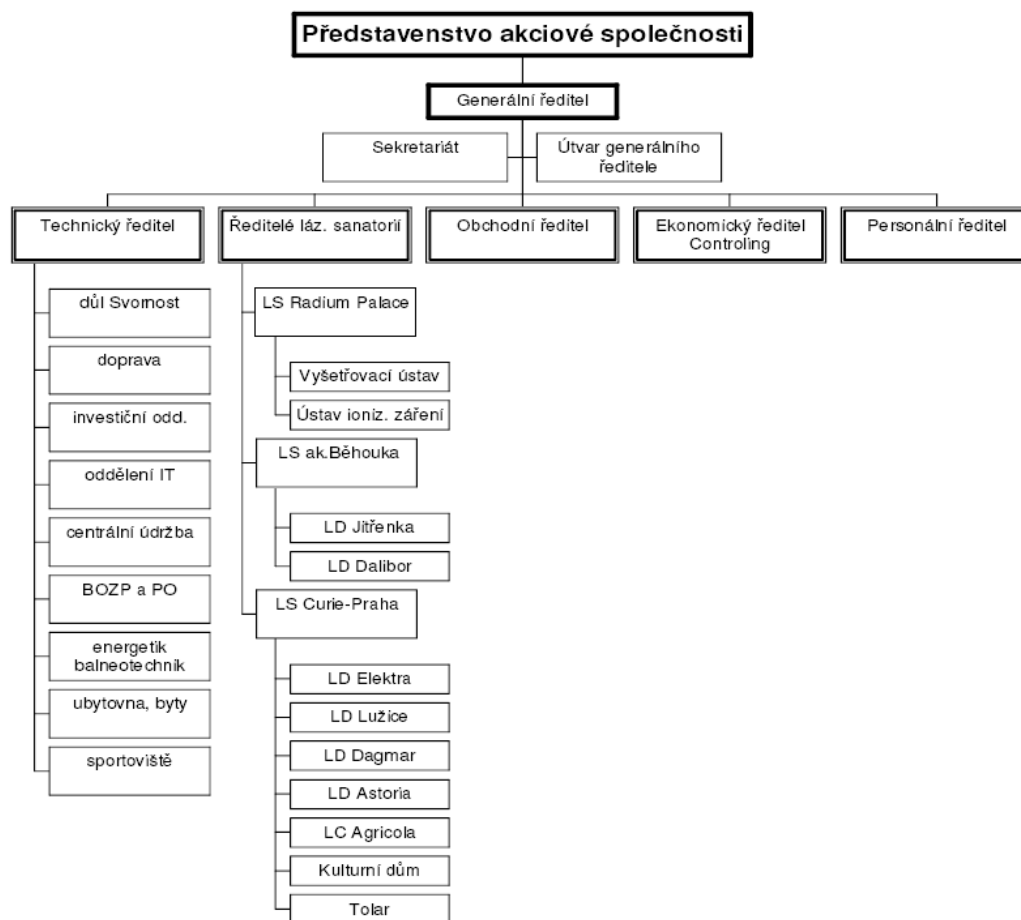 Představenstvo akciové společnosti
Generální ředitel
Sekretariát
Útvar generálního
ředitele
Technický ředitel
Ředitelé láz. sanatorií
Obchodní ředitel
Ekonomický ředitel
Controling
Personální ředitel
důl Svornost
doprava
investiční odd.
oddělení IT
centrální údržba
BOZP a PO
energetik
balneotechnik
ubytovna, byty
sportoviště
LS Radium Palace
Vyšetřovací ústav
Ústav ioniz. záření
LS ak.Běhouka
LD Jitřenka
LD Dalibor
LS Curie-Praha
LD Elektra
LD Lužice
LD Dagmar
LD Astoria
LC Agricola
Kulturní dům
Tolar